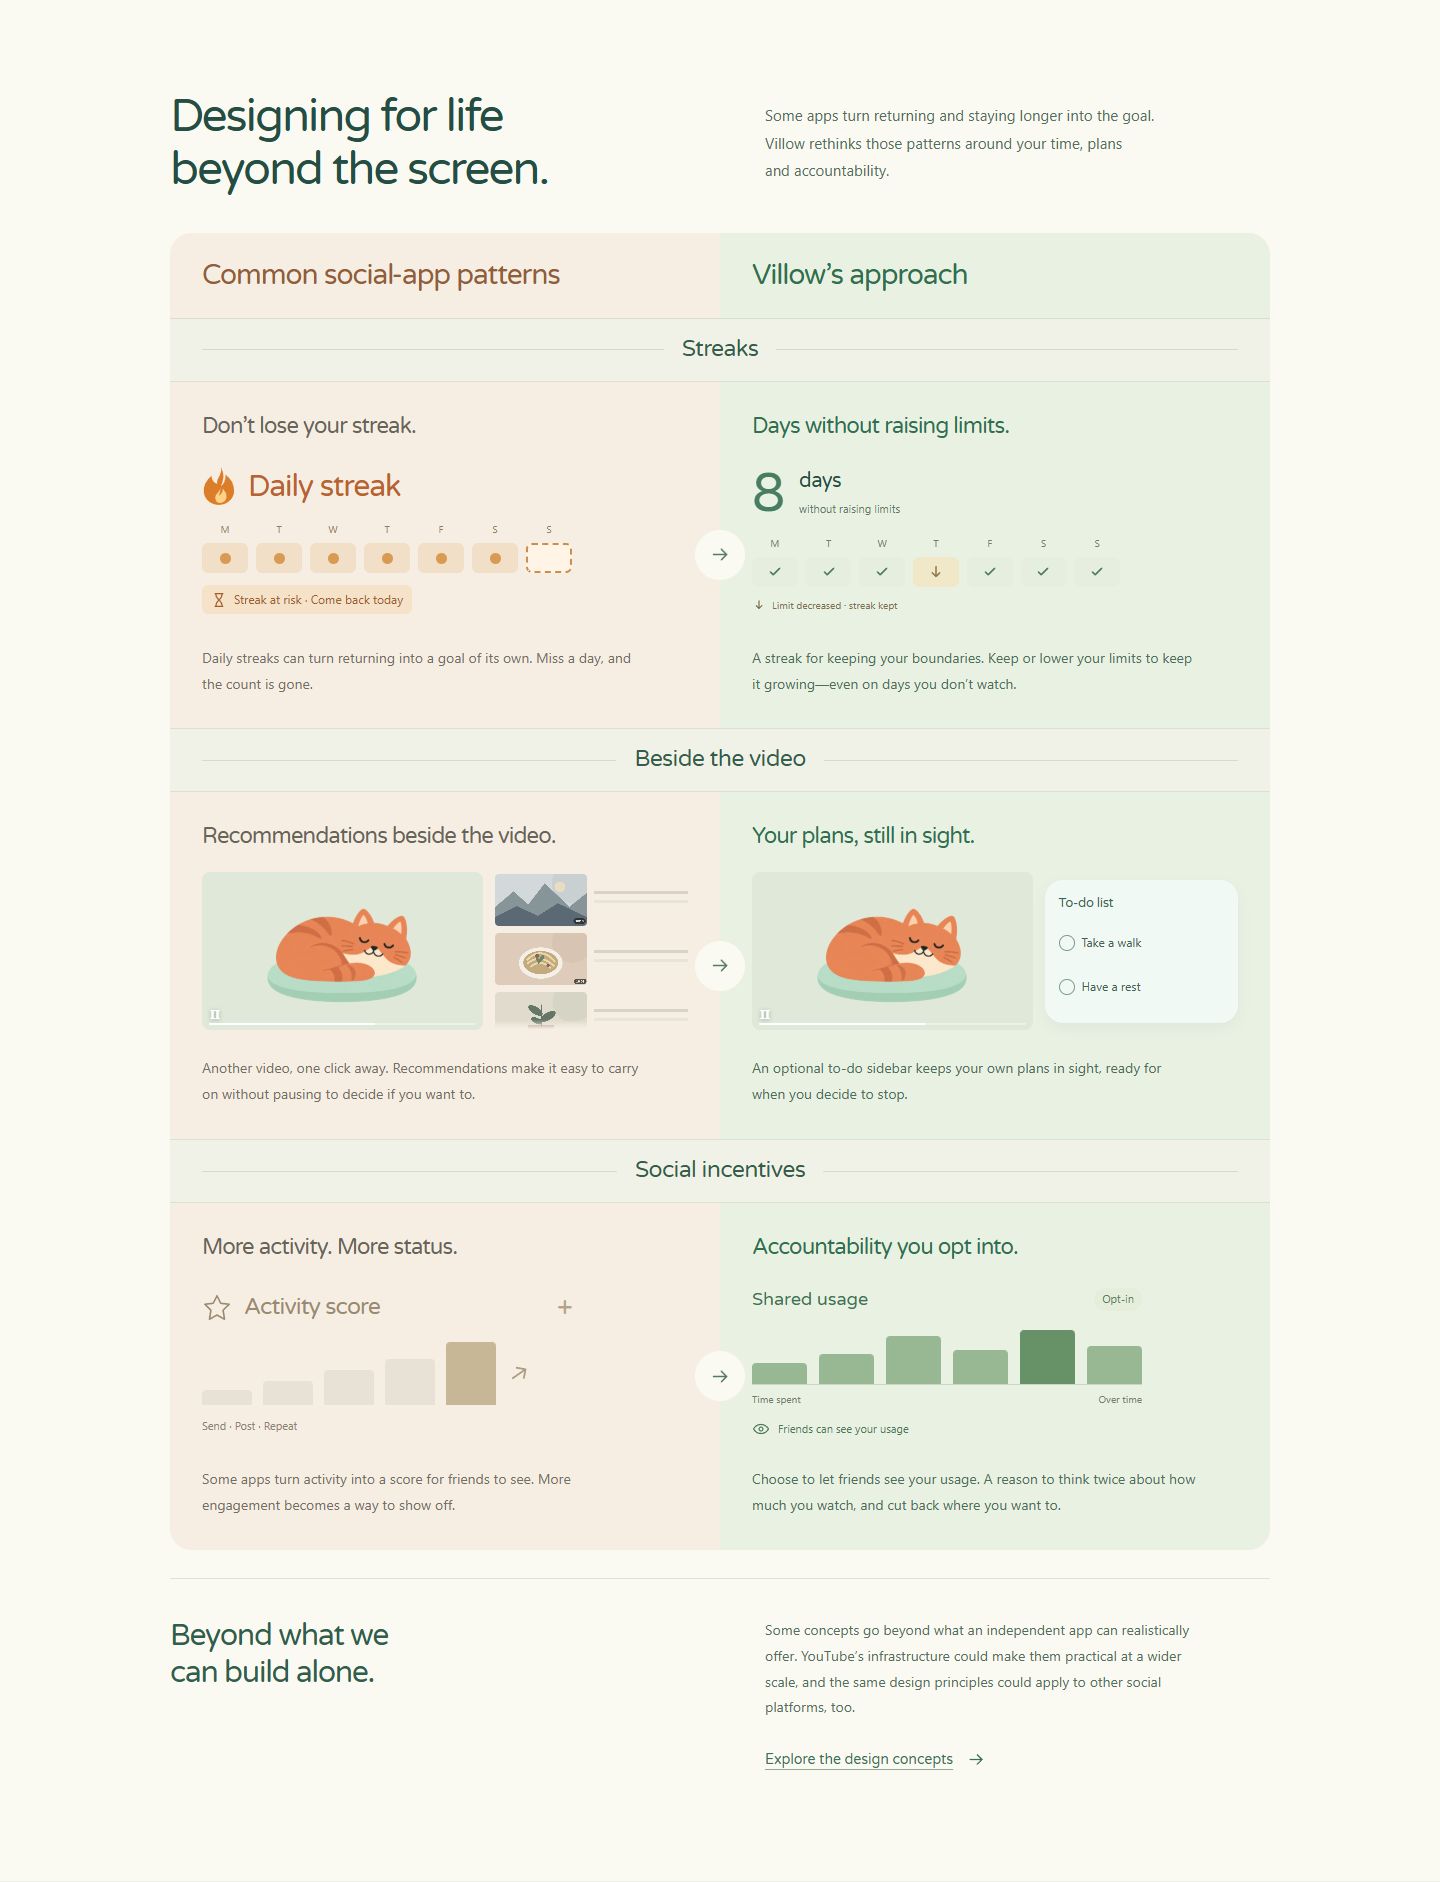 Designing for life
beyond the screen.
Some apps turn returning and staying longer into the goal.
Villow rethinks those patterns around your time, plans
and accountability.
Common social-app patterns
Villow’s approach
Streaks
Don’t lose your streak.
Daily streak
M T W T F S S
Streak at risk · Come back today
Daily streaks can turn returning into a goal of its own. Miss a day, and
the count is gone.
Days without raising limits.
8 days
without raising limits
M T W T F S S
Limit decreased · streak kept
A streak for keeping your boundaries. Keep or lower your limits to keep
it growing—even on days you don’t watch.
Beside the video
Recommendations beside the video.
Another video, one click away. Recommendations make it easy to carry
on without pausing to decide if you want to.
Your plans, still in sight.
To-do list
Take a walk
Have a rest
An optional to-do sidebar keeps your own plans in sight, ready for
when you decide to stop.
Social incentives
More activity. More status.
Activity score +
Send · Post · Repeat
Some apps turn activity into a score for friends to see. More
engagement becomes a way to show off.
Accountability you opt into.
Shared usage Opt-in
Time spent Over time
Friends can see your usage
Choose to let friends see your usage. A reason to think twice about how
much you watch, and cut back where you want to.
Beyond what we
can build alone.
Some concepts go beyond what an independent app can realistically
offer. YouTube’s infrastructure could make them practical at a wider
scale, and the same design principles could apply to other social
platforms, too.
Explore the design concepts